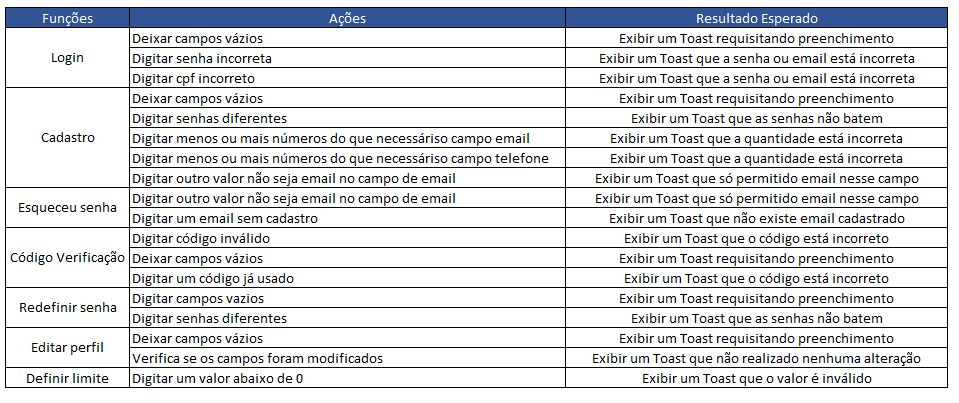 Funções Ações Resultado Esperado
Login
Deixar campos vázios Exibir um Toast requisitando preenchimento
Digitar senha incorreta Exibir um Toast que a senha ou email está incorreta
Digitar cpf incorreto Exibir um Toast que a senha ou email está incorreta
Cadastro
Deixar campos vázios Exibir um Toast requisitando preenchimento
Digitar senhas diferentes Exibir um Toast que as senhas não batem
Digitar menos ou mais números do que necessáriso campo email Exibir um Toast que a quantidade está incorreta
Digitar menos ou mais números do que necessáriso campo telefone Exibir um Toast que a quantidade está incorreta
Digitar outro valor não seja email no campo de email Exibir um Toast que só permitido email nesse campo
Esqueceu senha
Digitar outro valor não seja email no campo de email Exibir um Toast que só permitido email nesse campo
Digitar um email sem cadastro Exibir um Toast que não existe email cadastrado
Código Verificação
Digitar código inválido Exibir um Toast que o código está incorreto
Deixar campos vázios Exibir um Toast requisitando preenchimento
Digitar um código já usado Exibir um Toast que o código está incorreto
Redefinir senha
Digitar campos vazios Exibir um Toast requisitando preenchimento
Digitar senhas diferentes Exibir um Toast que as senhas não batem
Editar perfil
Deixar campos vázios Exibir um Toast requisitando preenchimento
Verifica se os campos foram modificados Exibir um Toast que não realizado nenhuma alteração
Definir limite Digitar um valor abaixo de 0 Exibir um Toast que o valor é inválido